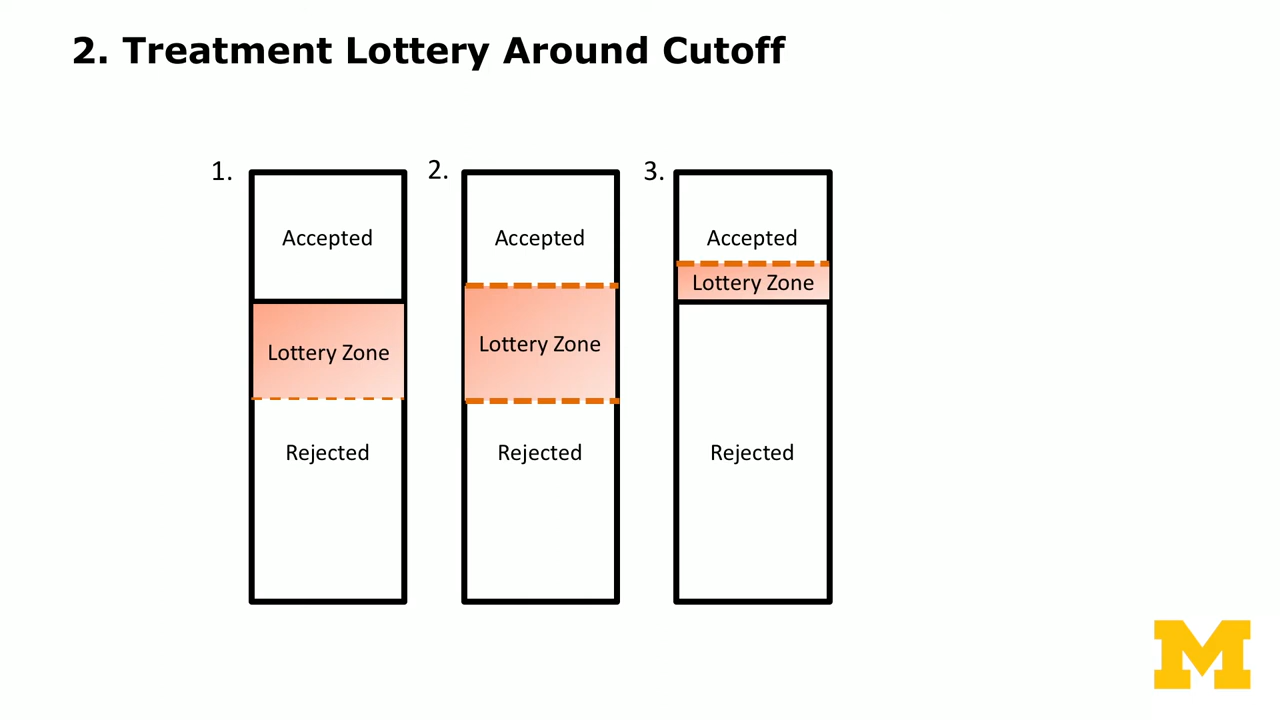 2. Treatment Lottery Around Cutoff
1.
Accepted
Lottery Zone
Rejected
2.
Accepted
Lottery Zone
Rejected
3.
Accepted
Lottery Zone
Rejected
M